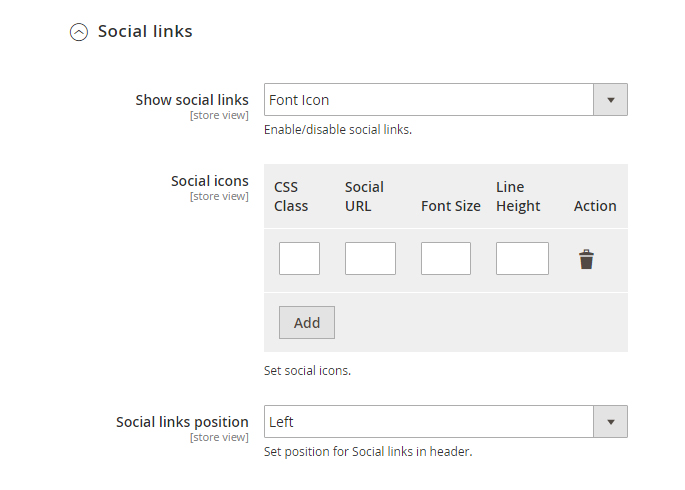 Social links
Show social links
[store view]
Font Icon
Enable/disable social links.
Social icons
[store view]
CSS Class
Social URL
Font Size
Line Height
Action
Add
Set social icons.
Social links position
[store view]
Left
Set position for Social links in header.